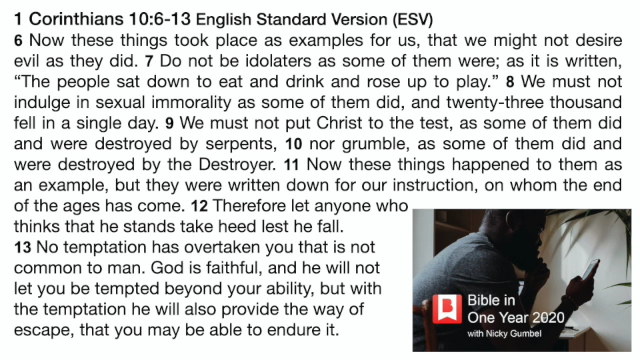 1 Corinthians 10:6-13 English Standard Version (ESV)
6 Now these things took place as examples for us, that we might not desire
evil as they did. 7 Do not be idolaters as some of them were; as it is written,
“The people sat down to eat and drink and rose up to play.” 8 We must not
indulge in sexual immorality as some of them did, and twenty-three thousand
fell in a single day. 9 We must not put Christ to the test, as some of them did
and were destroyed by serpents, 10 nor grumble, as some of them did and
were destroyed by the Destroyer. 11 Now these things happened to them as
an example, but they were written down for our instruction, on whom the end
of the ages has come. 12 Therefore let anyone who
thinks that he stands take heed lest he fall.
13 No temptation has overtaken you that is not
common to man. God is faithful, and he will not
let you be tempted beyond your ability, but with
the temptation he will also provide the way of
escape, that you may be able to endure it.
Bible in
One Year 2020
with Nicky Gumbel